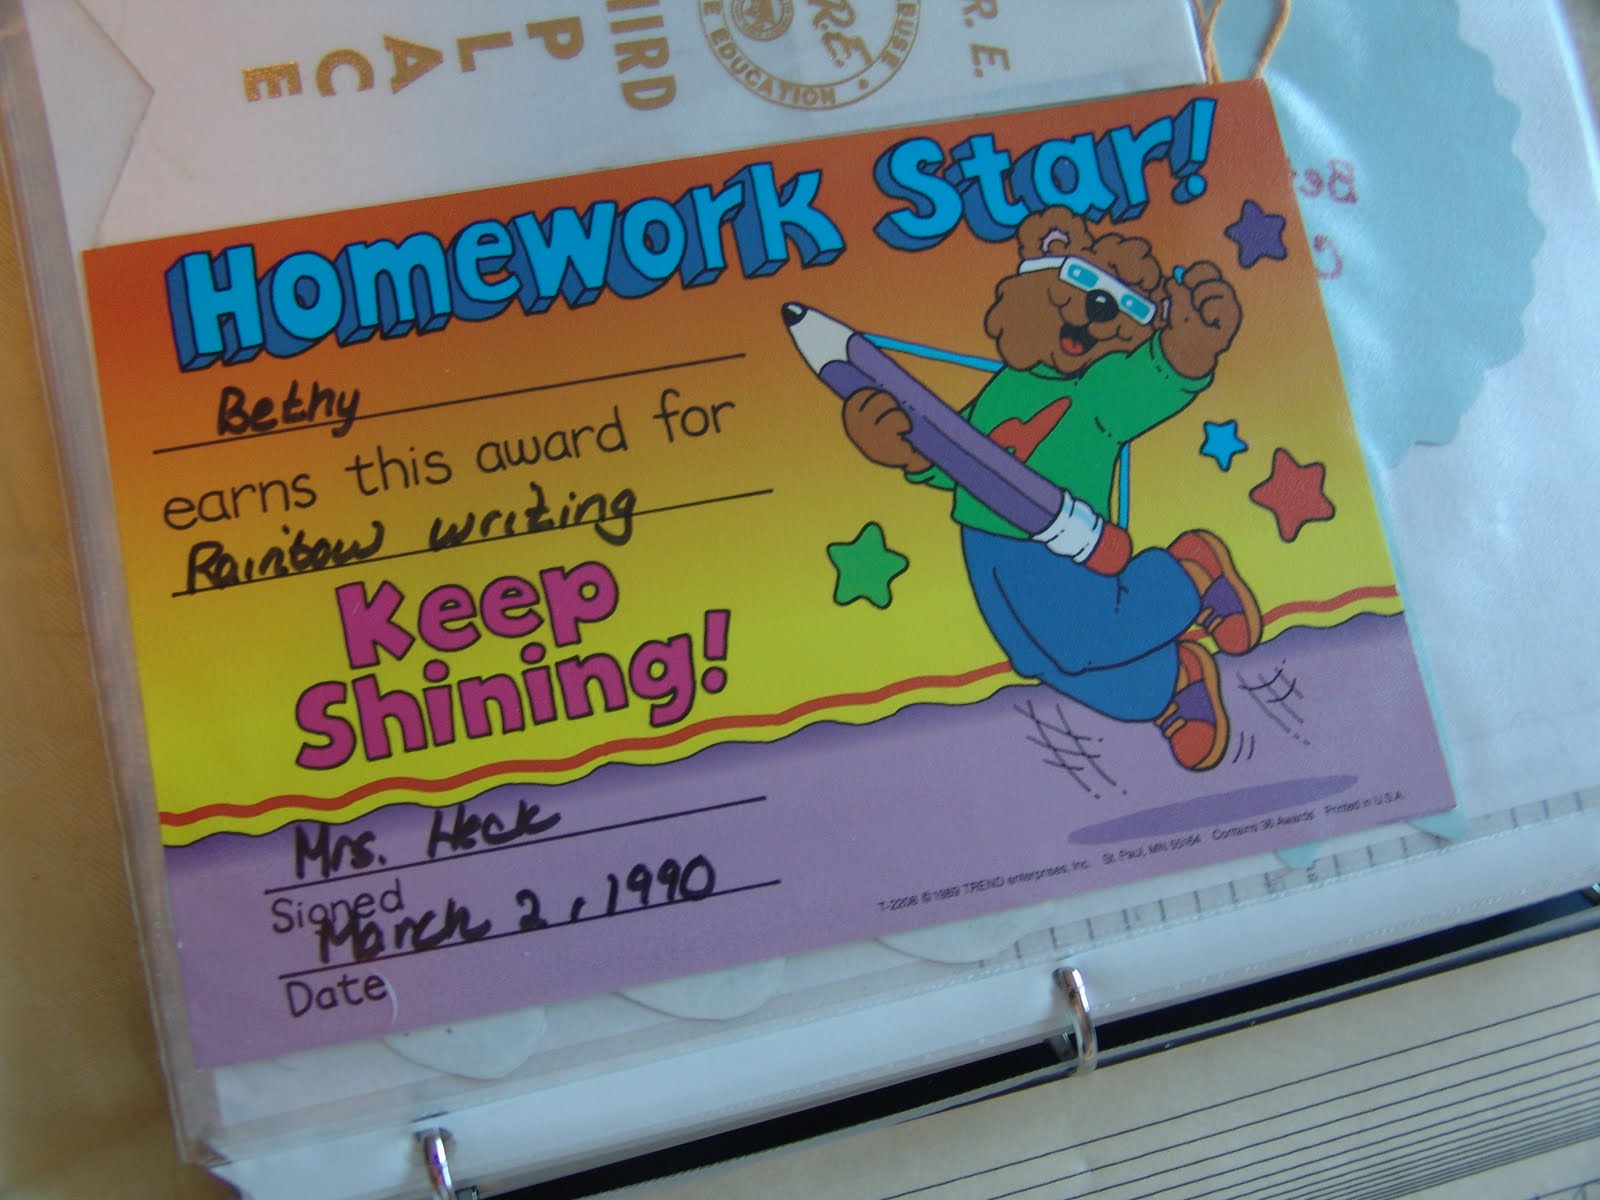 THIRD
PLACE
EDUCATION
R. E.
Homework Star!
Bethy
earns this award for
Rainbow writing
Keep
Shining!
Mrs. Heck
Signed
March 2, 1990
Date
T-2208 ©1989 TREND enterprises, Inc. St. Paul, MN 55164 Contains 36 Awards Printed in U.S.A.